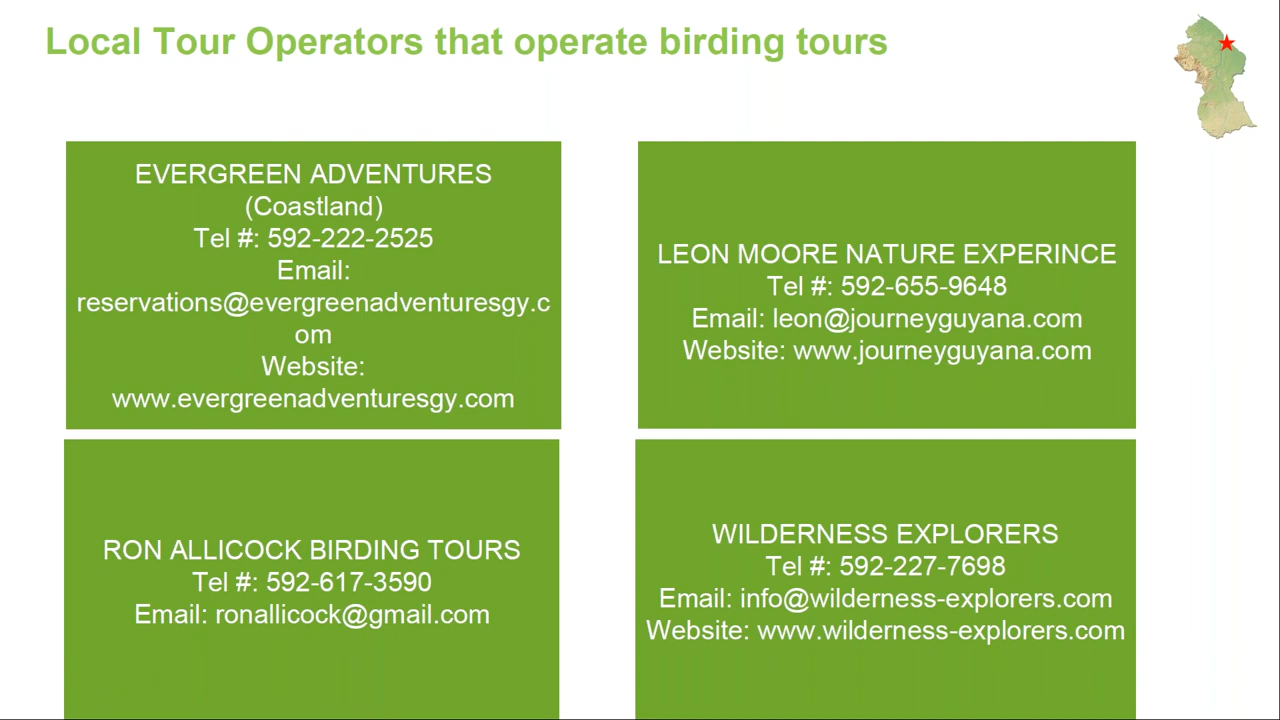 Local Tour Operators that operate birding tours
EVERGREEN ADVENTURES
(Coastland)
Tel #: 592-222-2525
Email:
reservations@evergreenadventuresgy.c
om
Website:
www.evergreenadventuresgy.com
LEON MOORE NATURE EXPERINCE
Tel #: 592-655-9648
Email: leon@journeyguyana.com
Website: www.journeyguyana.com
RON ALLICOCK BIRDING TOURS
Tel #: 592-617-3590
Email: ronallicock@gmail.com
WILDERNESS EXPLORERS
Tel #: 592-227-7698
Email: info@wilderness-explorers.com
Website: www.wilderness-explorers.com